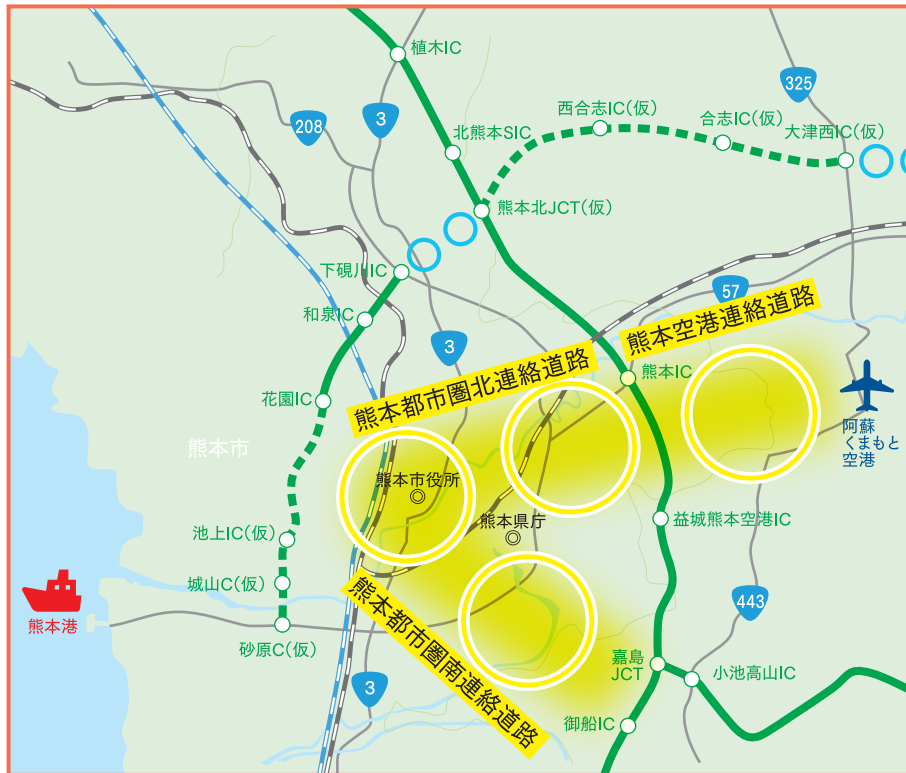 植木IC
325
3
西合志IC(仮)
合志IC(仮)
208
北熊本SIC
大津西IC(仮)
熊本北JCT(仮)
下硯川IC
57
和泉IC
3
熊本空港連絡道路
熊本都市圏北連絡道路
熊本IC
花園IC
阿蘇
くまもと
空港
熊本市
熊本市役所
熊本県庁
益城熊本空港IC
池上IC(仮)
城山C(仮)
熊本都市圏南連絡道路
443
熊本港
砂原C(仮)
嘉島
JCT
小池高山IC
3
御船IC